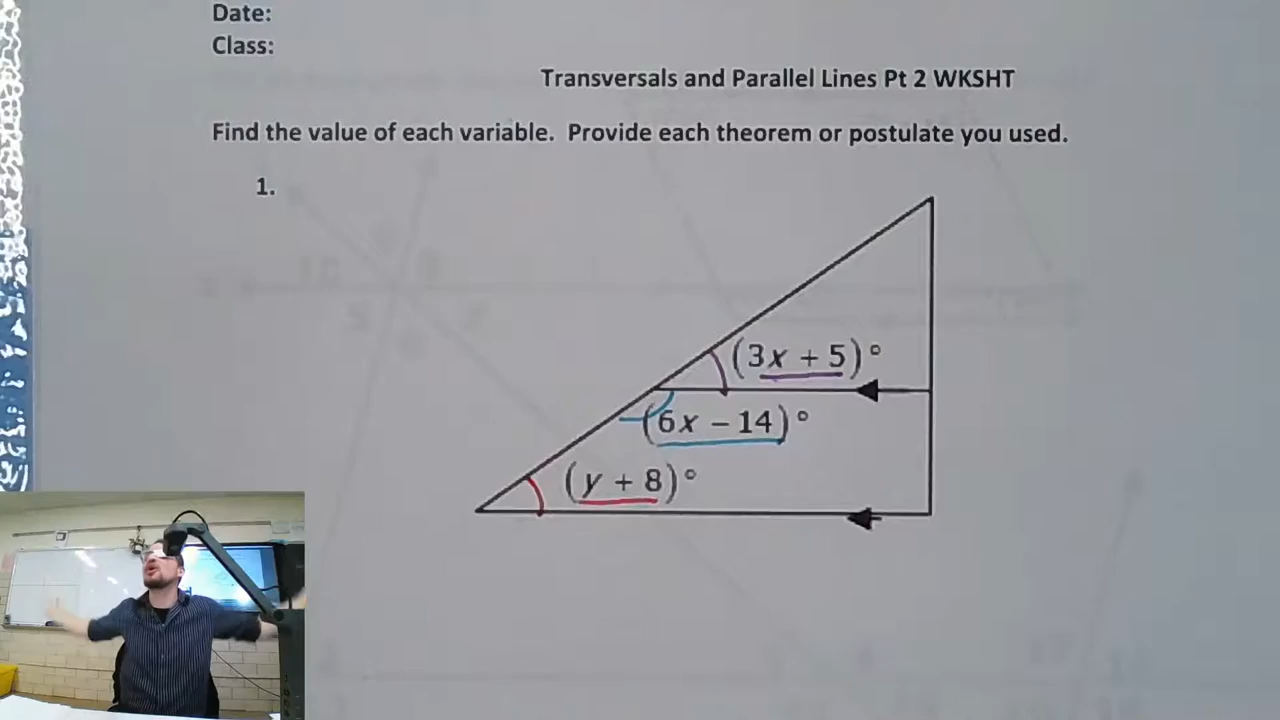 Date:
Class:
Transversals and Parallel Lines Pt 2 WKSHT
Find the value of each variable. Provide each theorem or postulate you used.
1.
(3x + 5)°
(6x − 14)°
(y + 8)°